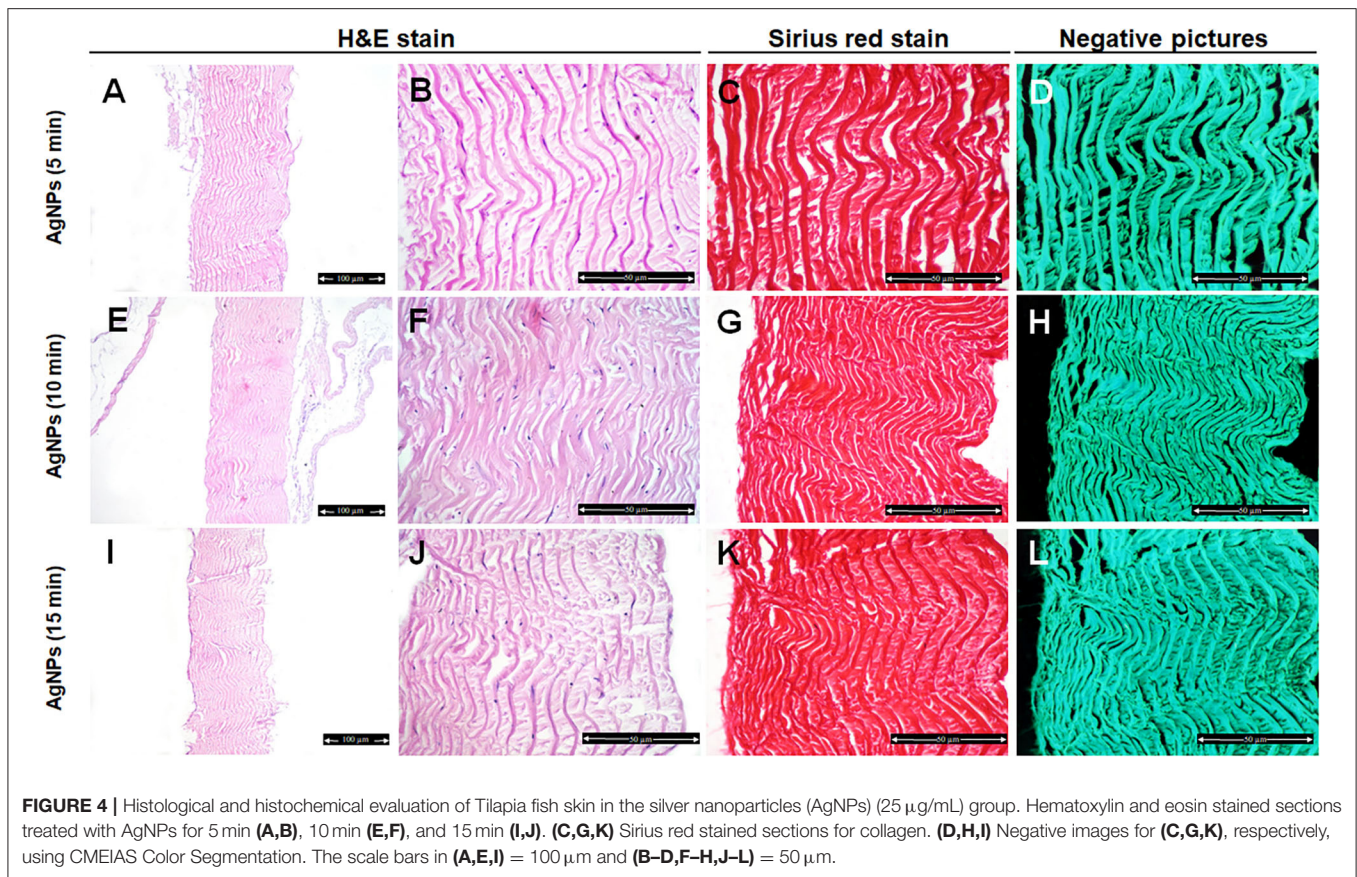 H&E stain Sirius red stain Negative pictures
AgNPs (5 min)
A
100 µm
B
50 µm
C
50 µm
D
50 µm
AgNPs (10 min)
E
100 µm
F
50 µm
G
50 µm
H
50 µm
AgNPs (15 min)
I
100 µm
J
50 µm
K
50 µm
L
50 µm
FIGURE 4 | Histological and histochemical evaluation of Tilapia fish skin in the silver nanoparticles (AgNPs) (25 µg/mL) group. Hematoxylin and eosin stained sections
treated with AgNPs for 5 min (A,B), 10 min (E,F), and 15 min (I,J). (C,G,K) Sirius red stained sections for collagen. (D,H,I) Negative images for (C,G,K), respectively,
using CMEIAS Color Segmentation. The scale bars in (A,E,I) = 100 µm and (B–D,F–H,J–L) = 50 µm.